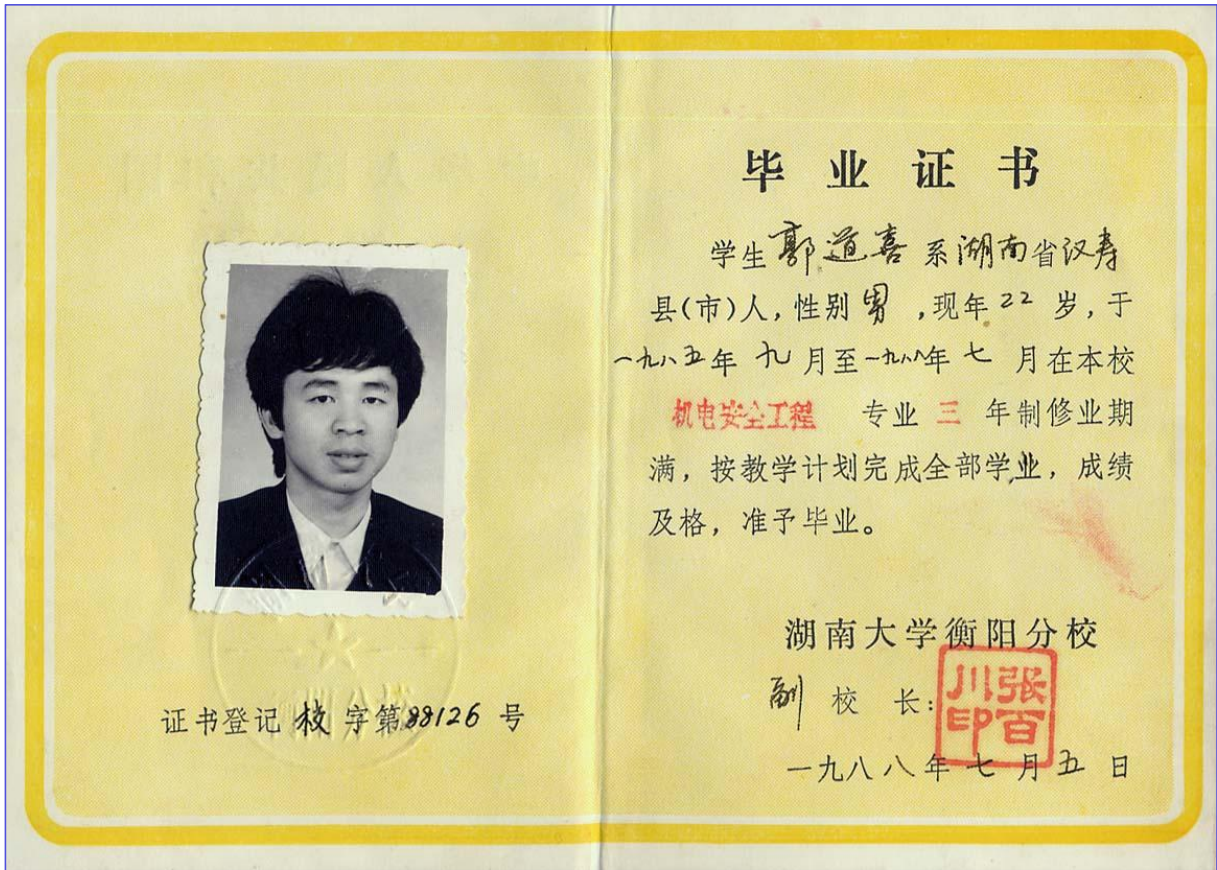 证书登记 校 字第88126 号
毕业证书
学生郭道喜系湖南省汉寿
县(市)人，性别男，现年22岁，于
一九八五年九月至一九八八年七月在本校
机电安全工程 专业 三 年制修业期
满，按教学计划完成全部学业，成绩
及格，准予毕业。
湖南大学衡阳分校
副校长：
张百川印
一九八八年七月五日